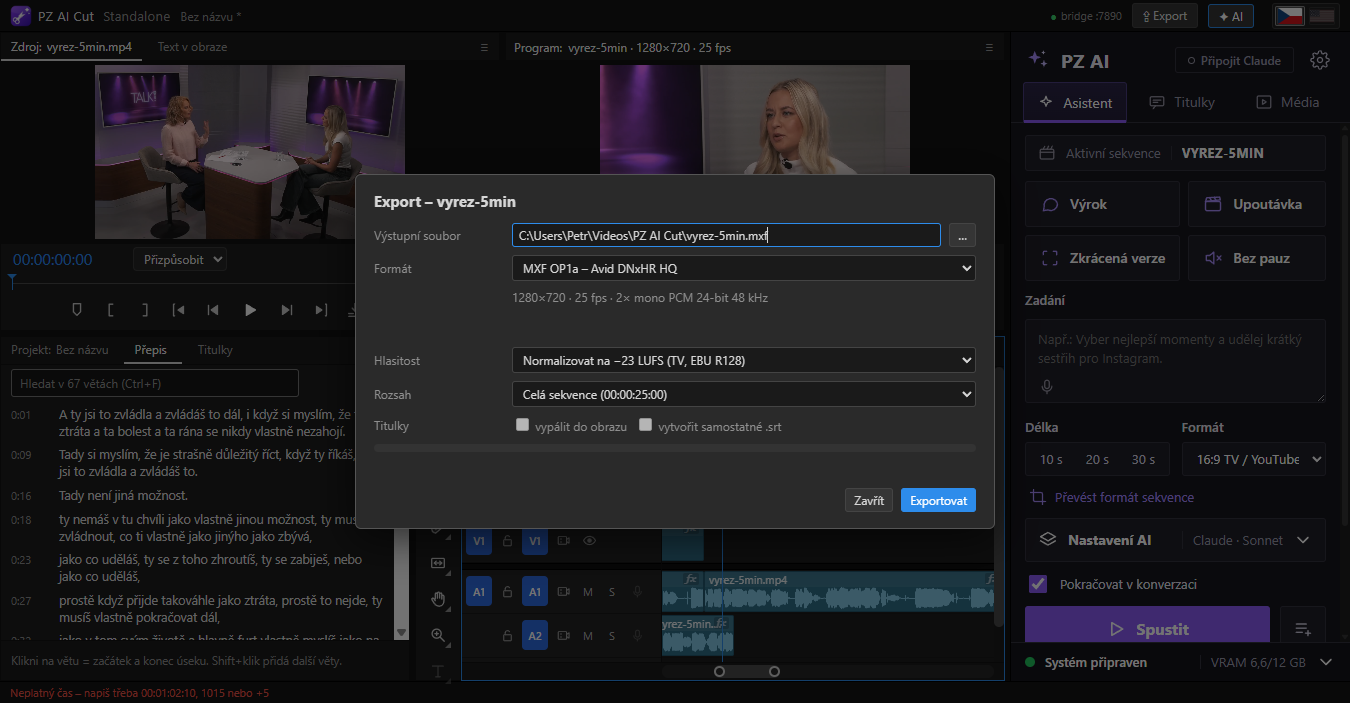 PZ AI Cut Standalone Bez názvu *
bridge :7890
Export
AI
Zdroj: vyrez-5min.mp4
Text v obraze
Program: vyrez-5min · 1280×720 · 25 fps
TALK!
00:00:00:00
Přizpůsobit
Projekt: Bez názvu
Přepis
Titulky
Hledat v 67 větách (Ctrl+F)
0:01 A ty jsi to zvládla a zvládáš to dál, i když si myslím, že
ztráta a ta bolest a ta rána se nikdy vlastně nezahojí.
0:09 Tady si myslím, že je strašně důležitý říct, když ty říkáš,
jsi to zvládla a zvládáš to.
0:16 Tady není jiná možnost.
0:18 ty nemáš v tu chvíli jako vlastně jinou možnost, ty
zvládnout, co ti vlastně jako jinýho jako zbývá,
0:23 jako co uděláš, ty se z toho zhroutíš, ty se zabiješ, nebo
jako co uděláš,
0:27 prostě když přijde takováhle jako ztráta, prostě to nejde, ty
musíš vlastně pokračovat dál,
Klikni na větu = začátek a konec úseku. Shift+klik přidá další věty.
Neplatný čas – napiš třeba 00:01:02:10, 1015 nebo +5
Export – vyrez-5min
Výstupní soubor
C:\Users\Petr\Videos\PZ AI Cut\vyrez-5min.mxf
...
Formát
MXF OP1a – Avid DNxHR HQ
1280×720 · 25 fps · 2× mono PCM 24-bit 48 kHz
Hlasitost
Normalizovat na −23 LUFS (TV, EBU R128)
Rozsah
Celá sekvence (00:00:25:00)
Titulky
vypálit do obrazu
vytvořit samostatné .srt
Zavřít
Exportovat
V1 V1
A1 A1 M S
fx vyrez-5min.mp4 fx
A2 M S
vyrez-5min... fx
T
PZ AI
Připojit Claude
Asistent
Titulky
Média
Aktivní sekvence VYREZ-5MIN
Výrok
Upoutávka
Zkrácená verze
Bez pauz
Zadání
Např.: Vyber nejlepší momenty a udělej krátký
sestřih pro Instagram.
Délka
Formát
10 s 20 s 30 s
16:9 TV / YouTube
Převést formát sekvence
Nastavení AI
Claude · Sonnet
Pokračovat v konverzaci
Spustit
Systém připraven
VRAM 6,6/12 GB